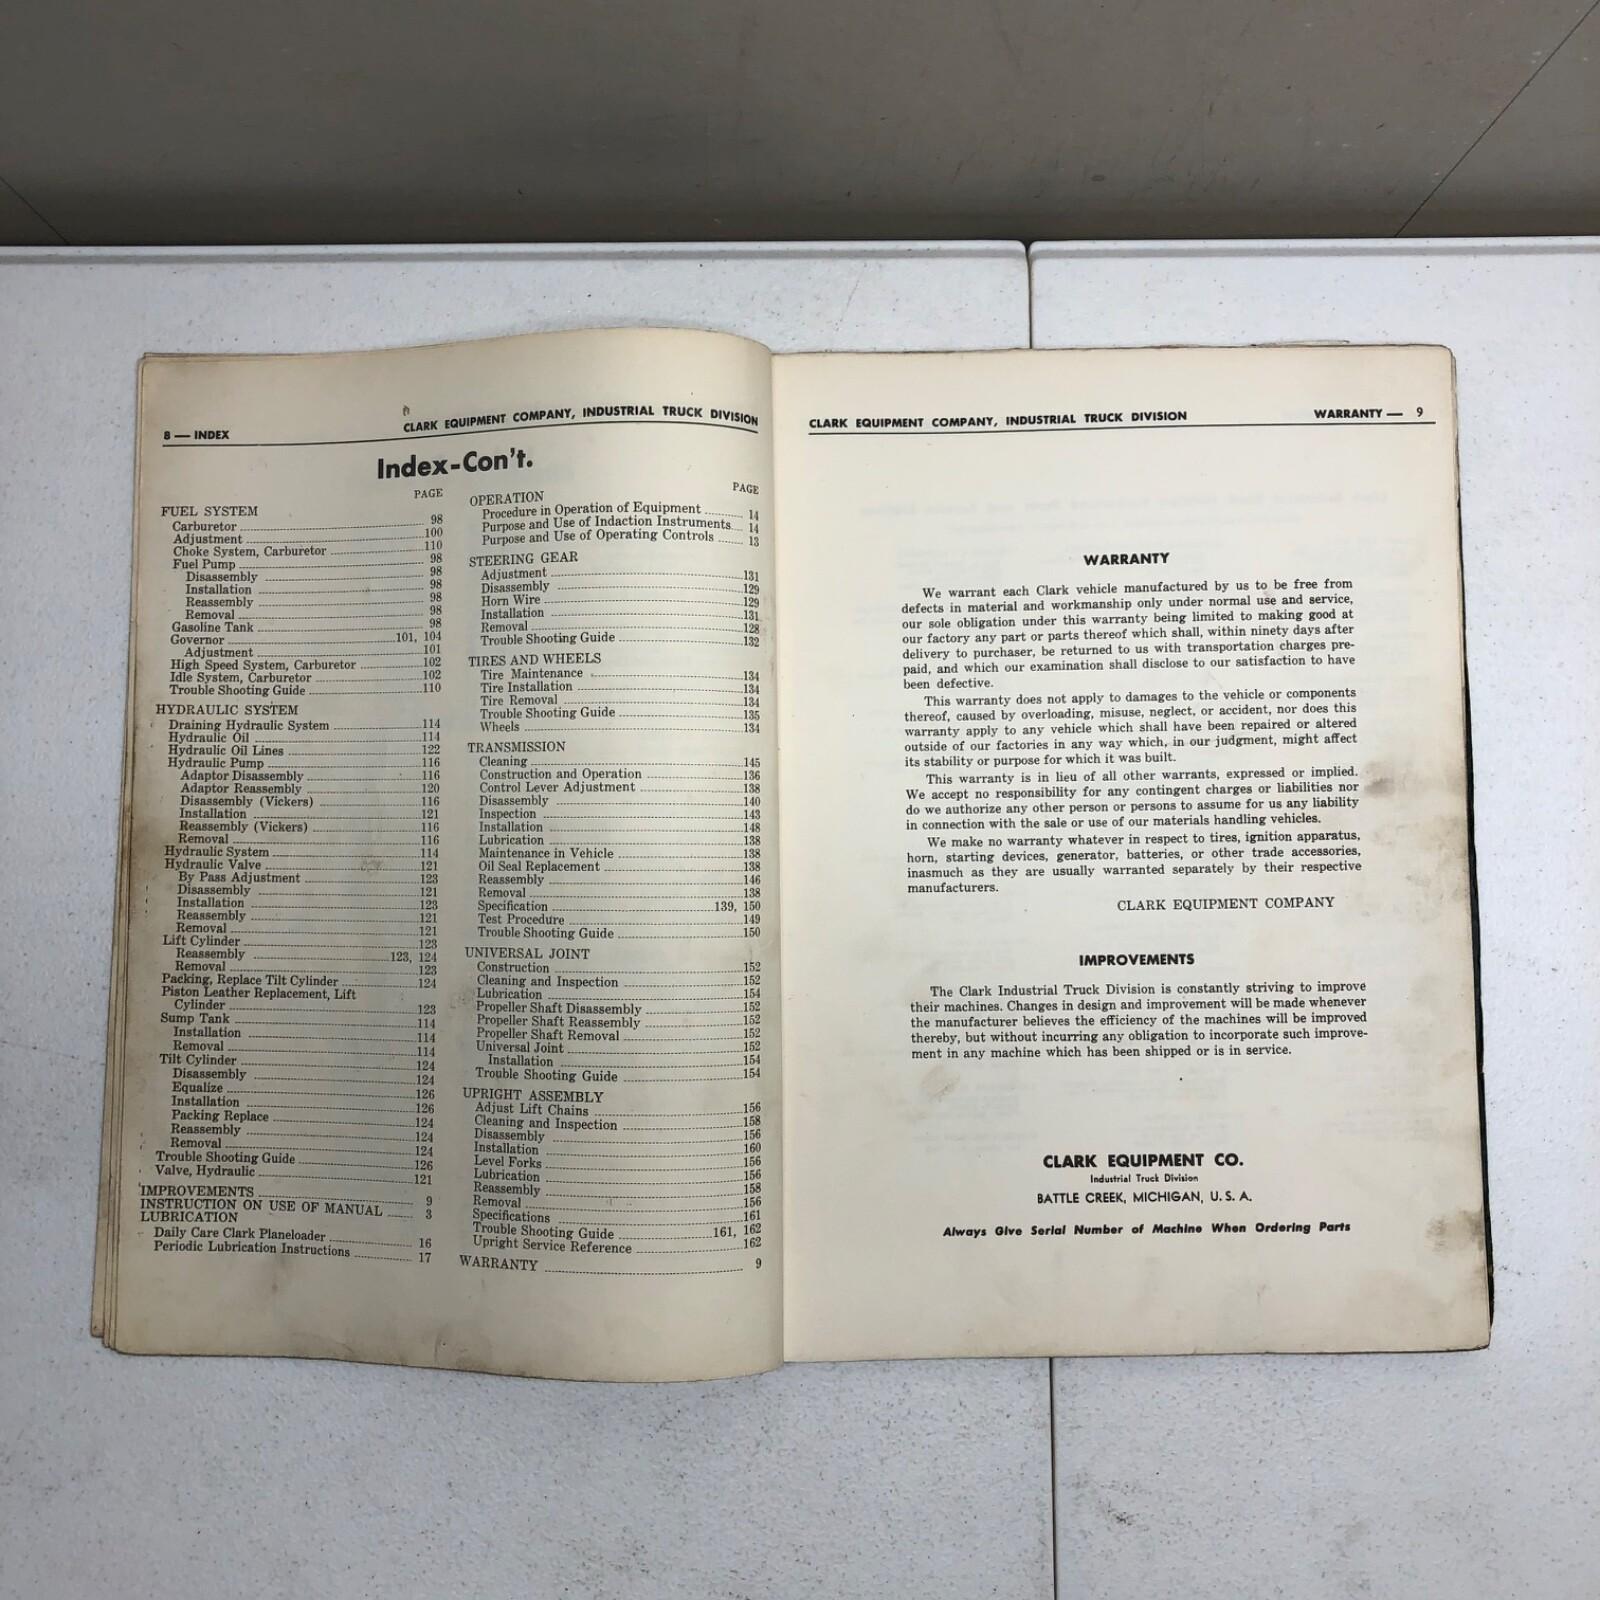 8 — INDEX
CLARK EQUIPMENT COMPANY, INDUSTRIAL TRUCK DIVISION
Index-Con't.
PAGE
FUEL SYSTEM
Carburetor 98
Adjustment 100
Choke System, Carburetor 110
Fuel Pump 98
Disassembly 98
Installation 98
Reassembly 98
Removal 98
Gasoline Tank 98
Governor 101, 104
Adjustment 101
High Speed System, Carburetor 102
Idle System, Carburetor 102
Trouble Shooting Guide 110
HYDRAULIC SYSTEM
Draining Hydraulic System 114
Hydraulic Oil 114
Hydraulic Oil Lines 122
Hydraulic Pump 116
Adaptor Disassembly 116
Adaptor Reassembly 120
Disassembly (Vickers) 116
Installation 121
Reassembly (Vickers) 116
Removal 116
Hydraulic System 114
Hydraulic Valve 121
By Pass Adjustment 123
Disassembly 121
Installation 123
Reassembly 121
Removal 121
Lift Cylinder 123
Reassembly 123, 124
Removal 123
Packing, Replace Tilt Cylinder 124
Piston Leather Replacement, Lift
Cylinder 123
Sump Tank 114
Installation 114
Removal 114
Tilt Cylinder 124
Disassembly 124
Equalize 126
Installation 126
Packing Replace 124
Reassembly 124
Removal 124
Trouble Shooting Guide 126
Valve, Hydraulic 121
IMPROVEMENTS 9
INSTRUCTION ON USE OF MANUAL 3
LUBRICATION
Daily Care Clark Planeloader 16
Periodic Lubrication Instructions 17
PAGE
OPERATION
Procedure in Operation of Equipment 14
Purpose and Use of Indaction Instruments 14
Purpose and Use of Operating Controls 13
STEERING GEAR
Adjustment 131
Disassembly 129
Horn Wire 129
Installation 131
Removal 128
Trouble Shooting Guide 132
TIRES AND WHEELS
Tire Maintenance 134
Tire Installation 134
Tire Removal 134
Trouble Shooting Guide 135
Wheels 134
TRANSMISSION
Cleaning 145
Construction and Operation 136
Control Lever Adjustment 138
Disassembly 140
Inspection 143
Installation 148
Lubrication 138
Maintenance in Vehicle 138
Oil Seal Replacement 138
Reassembly 146
Removal 138
Specification 139, 150
Test Procedure 149
Trouble Shooting Guide 150
UNIVERSAL JOINT
Construction 152
Cleaning and Inspection 152
Lubrication 154
Propeller Shaft Disassembly 152
Propeller Shaft Reassembly 152
Propeller Shaft Removal 152
Universal Joint 152
Installation 154
Trouble Shooting Guide 154
UPRIGHT ASSEMBLY
Adjust Lift Chains 156
Cleaning and Inspection 158
Disassembly 156
Installation 160
Level Forks 156
Lubrication 156
Reassembly 158
Removal 156
Specifications 161
Trouble Shooting Guide 161, 162
Upright Service Reference 162
WARRANTY 9
CLARK EQUIPMENT COMPANY, INDUSTRIAL TRUCK DIVISION
WARRANTY — 9
WARRANTY
We warrant each Clark vehicle manufactured by us to be free from
defects in material and workmanship only under normal use and service,
our sole obligation under this warranty being limited to making good at
our factory any part or parts thereof which shall, within ninety days after
delivery to purchaser, be returned to us with transportation charges pre-
paid, and which our examination shall disclose to our satisfaction to have
been defective.
This warranty does not apply to damages to the vehicle or components
thereof, caused by overloading, misuse, neglect, or accident, nor does this
warranty apply to any vehicle which shall have been repaired or altered
outside of our factories in any way which, in our judgment, might affect
its stability or purpose for which it was built.
This warranty is in lieu of all other warrants, expressed or implied.
We accept no responsibility for any contingent charges or liabilities nor
do we authorize any other person or persons to assume for us any liability
in connection with the sale or use of our materials handling vehicles.
We make no warranty whatever in respect to tires, ignition apparatus,
horn, starting devices, generator, batteries, or other trade accessories,
inasmuch as they are usually warranted separately by their respective
manufacturers.
CLARK EQUIPMENT COMPANY
IMPROVEMENTS
The Clark Industrial Truck Division is constantly striving to improve
their machines. Changes in design and improvement will be made whenever
the manufacturer believes the efficiency of the machines will be improved
thereby, but without incurring any obligation to incorporate such improve-
ment in any machine which has been shipped or is in service.
CLARK EQUIPMENT CO.
Industrial Truck Division
BATTLE CREEK, MICHIGAN, U. S. A.
Always Give Serial Number of Machine When Ordering Parts